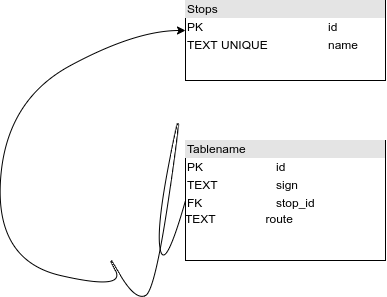 Stops
PK id
TEXT UNIQUE name
Tablename
PK id
TEXT sign
FK stop_id
TEXT route